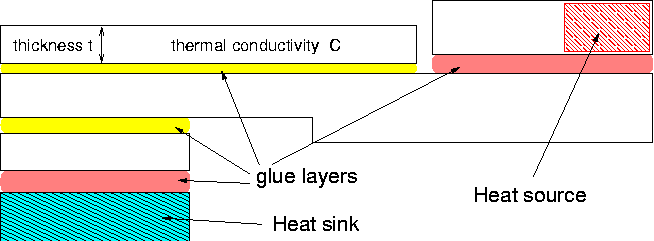 thickness t
thermal conductivity C
glue layers
Heat source
Heat sink